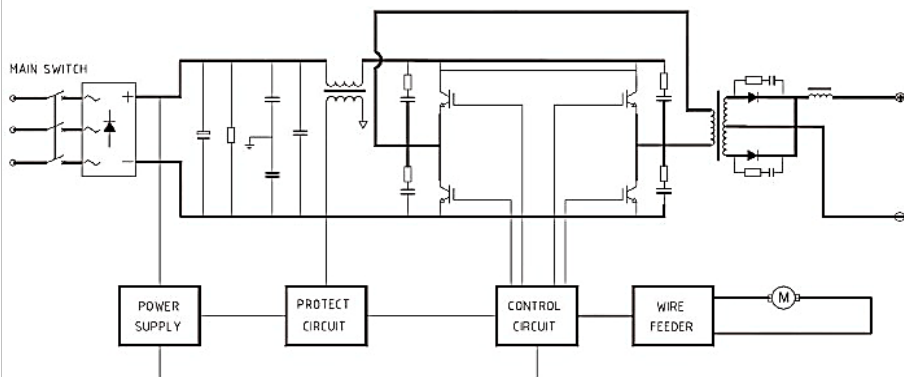 MAIN SWITCH
+
−
POWER
SUPPLY
PROTECT
CIRCUIT
CONTROL
CIRCUIT
WIRE
FEEDER
M